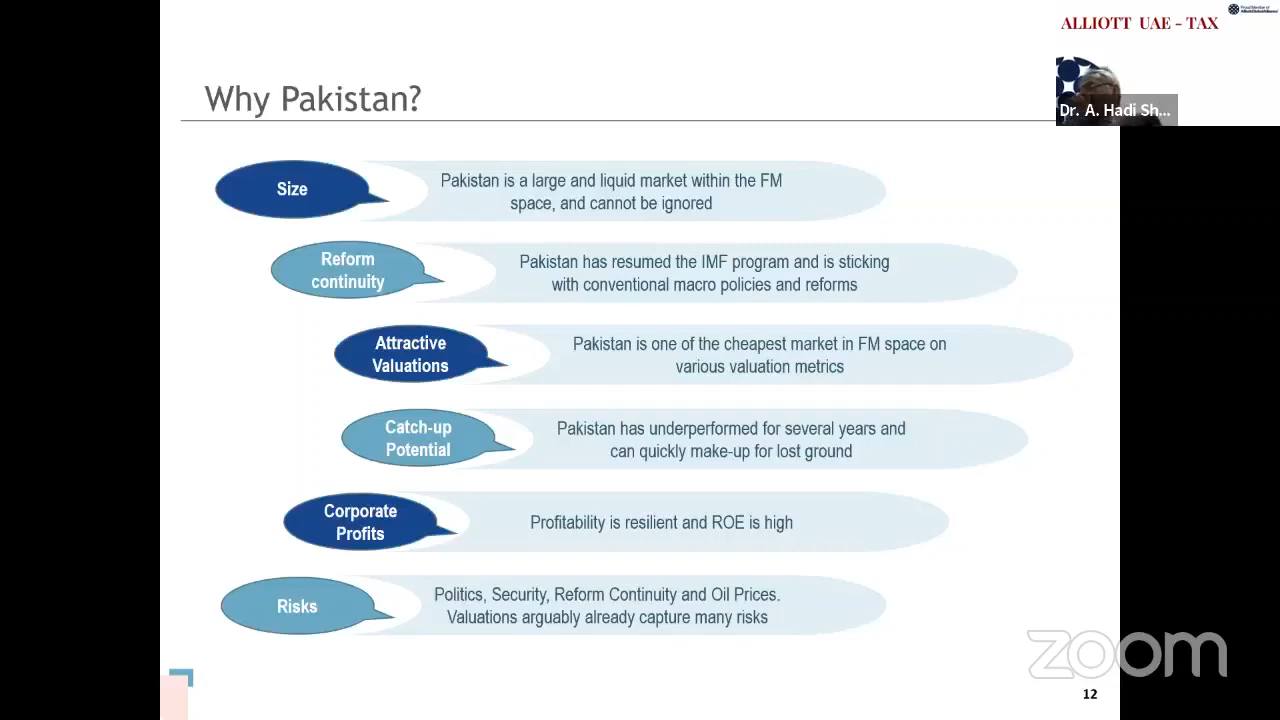 Proud Member of
ALLIOTT UAE - TAX
Why Pakistan?
Dr. A. Hadi Sh...
Size
Pakistan is a large and liquid market within the FM
space, and cannot be ignored
Reform
continuity
Pakistan has resumed the IMF program and is sticking
with conventional macro policies and reforms
Attractive
Valuations
Pakistan is one of the cheapest market in FM space on
various valuation metrics
Catch-up
Potential
Pakistan has underperformed for several years and
can quickly make-up for lost ground
Corporate
Profits
Profitability is resilient and ROE is high
Risks
Politics, Security, Reform Continuity and Oil Prices.
Valuations arguably already capture many risks
zoom
12